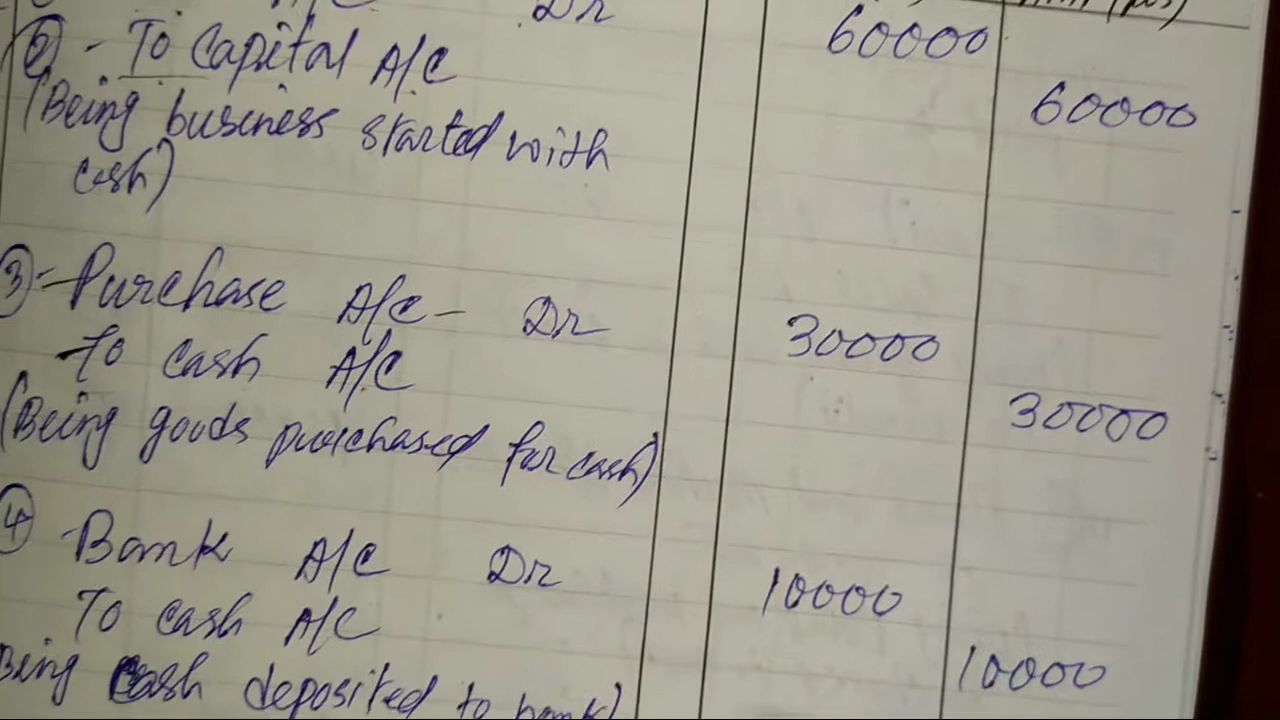 A/C Dr 60000
② - To Capital A/C 60000
(Being business started with
cash)
③ - Purchase A/C - Dr 30000
To cash A/C 30000
(Being goods purchased for cash)
④ Bank A/C Dr 10000
To cash A/C 10000
Being Cash deposited to bank)